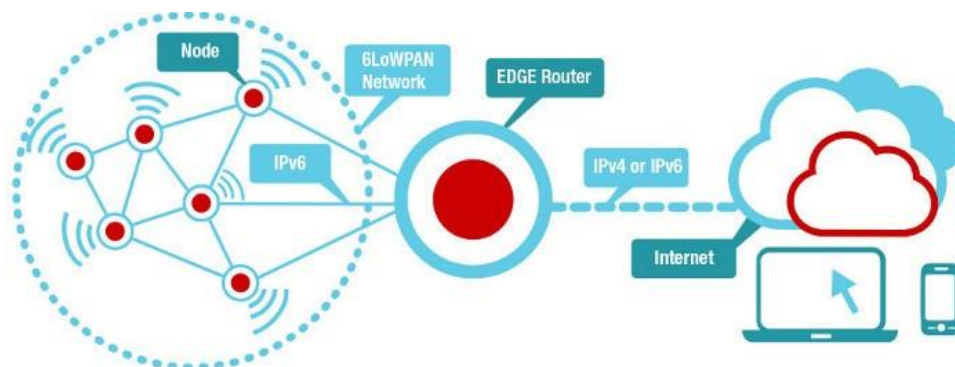 Node
6LoWPAN
Network
EDGE Router
IPv6
IPv4 or IPv6
Internet